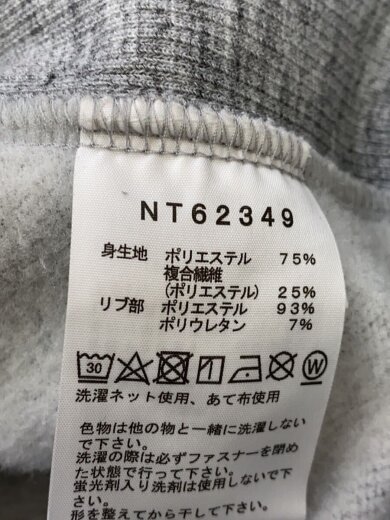 NT62349
身生地 ポリエステル 75%
複合繊維
(ポリエステル) 25%
リブ部 ポリエステル 93%
ポリウレタン 7%
30 W
洗濯ネット使用、あて布使用
色物は他の物と一緒に洗濯しない
で下さい。
洗濯の際は必ずファスナーを閉め
た状態で行って下さい。
蛍光剤入り洗剤は使用しないで下
さい。
形を整えてから干して下さい。